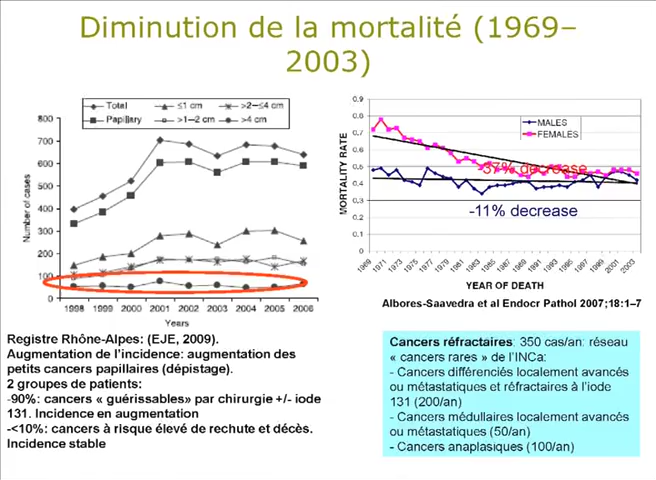 Diminution de la mortalité (1969–
2003)
Total
≤1 cm
>2–≤4 cm
Papillary
>1–2 cm
>4 cm
800
700
600
500
400
300
200
100
0
Number of cases
1998 1999 2000 2001 2002 2003 2004 2005 2006
Years
0.9
0.8
0.7
0.6
0.5
0.4
0.3
0.2
0.1
0
MORTALITY RATE
MALES
FEMALES
-37% decrease
-11% decrease
1969 1971 1973 1975 1977 1979 1981 1983 1985 1987 1989 1991 1993 1995 1997 1999 2001 2003
YEAR OF DEATH
Albores-Saavedra et al Endocr Pathol 2007;18:1–7
Registre Rhône-Alpes: (EJE, 2009).
Augmentation de l’incidence: augmentation des
petits cancers papillaires (dépistage).
2 groupes de patients:
-90%: cancers « guérissables» par chirurgie +/- iode
131. Incidence en augmentation
-<10%: cancers à risque élevé de rechute et décès.
Incidence stable
Cancers réfractaires: 350 cas/an: réseau
« cancers rares » de l’INCa:
- Cancers différenciés localement avancés
ou métastatiques et réfractaires à l’iode
131 (200/an)
- Cancers médullaires localement avancés
ou métastatiques (50/an)
- Cancers anaplasiques (100/an)